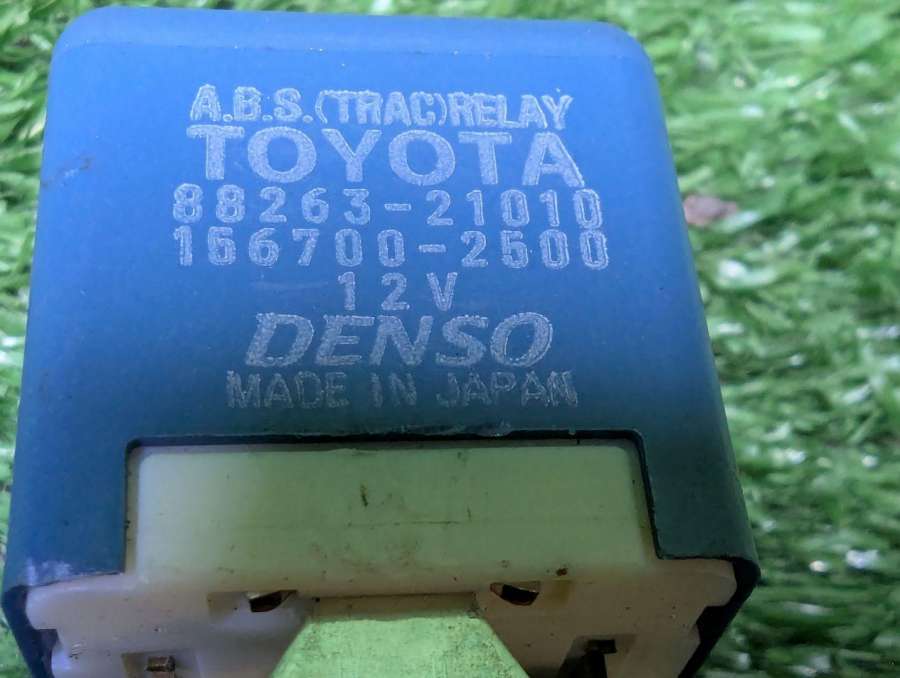 A.B.S.(TRAC)RELAY
TOYOTA
88263-21010
156700-2500
12V
DENSO
MADE IN JAPAN